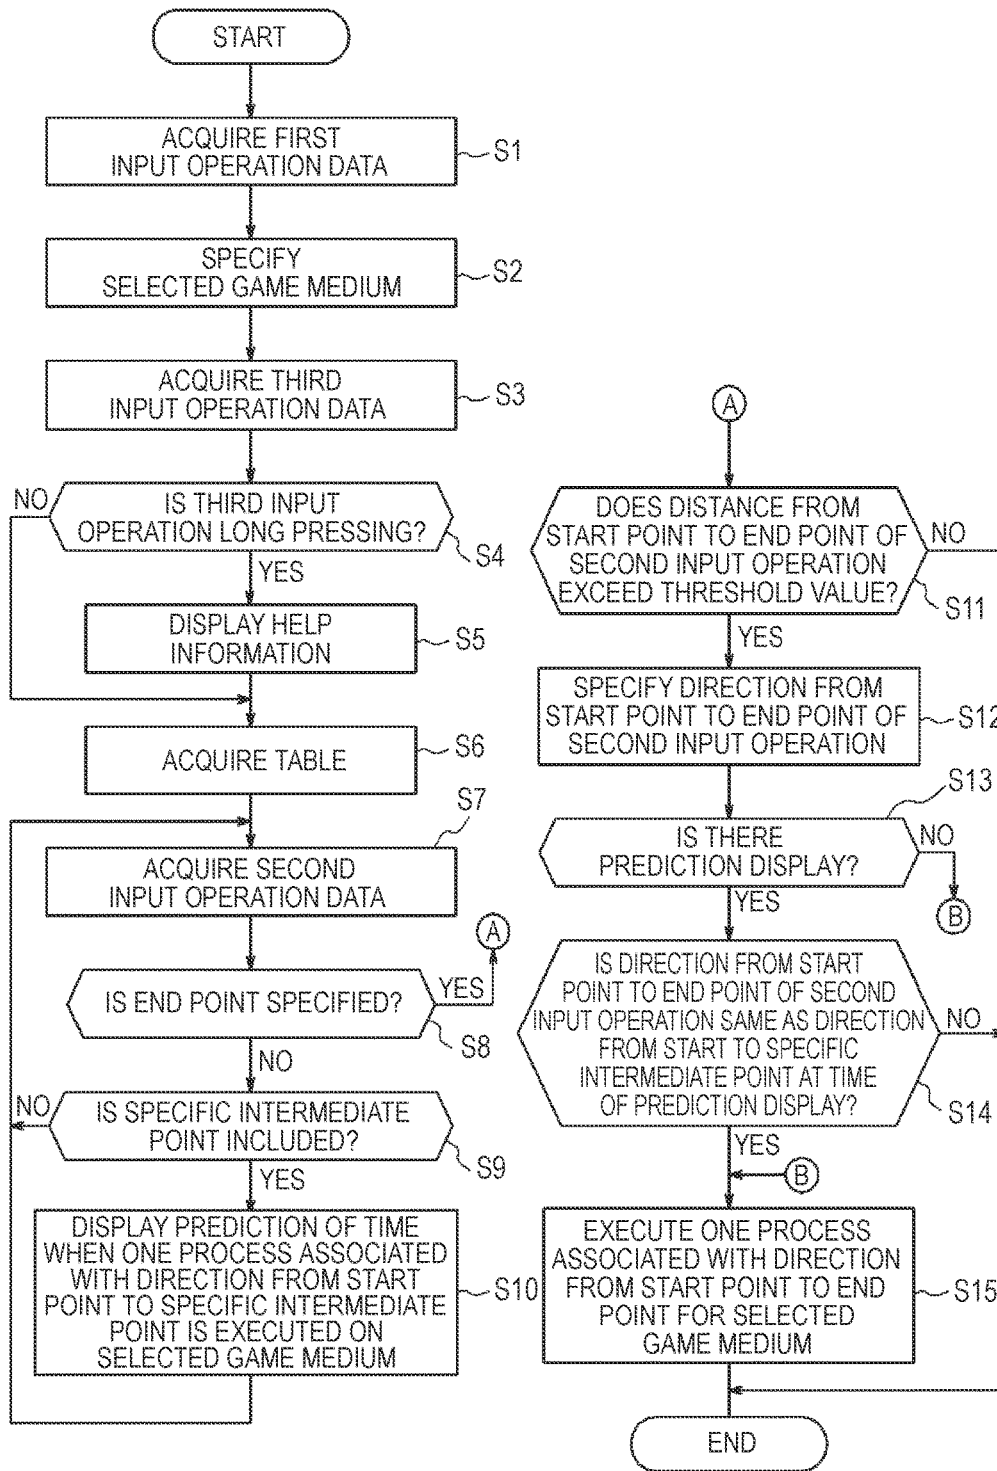 START
ACQUIRE FIRST
INPUT OPERATION DATA
S1
SPECIFY
SELECTED GAME MEDIUM
S2
ACQUIRE THIRD
INPUT OPERATION DATA
S3
NO
IS THIRD INPUT
OPERATION LONG PRESSING?
S4
YES
DISPLAY HELP
INFORMATION
S5
ACQUIRE TABLE
S6
S7
ACQUIRE SECOND
INPUT OPERATION DATA
A
IS END POINT SPECIFIED?
YES
S8
NO
NO
IS SPECIFIC INTERMEDIATE
POINT INCLUDED?
S9
YES
DISPLAY PREDICTION OF TIME
WHEN ONE PROCESS ASSOCIATED
WITH DIRECTION FROM START
POINT TO SPECIFIC INTERMEDIATE
POINT IS EXECUTED ON
SELECTED GAME MEDIUM
S10
A
DOES DISTANCE FROM
START POINT TO END POINT OF
SECOND INPUT OPERATION
EXCEED THRESHOLD VALUE?
NO
S11
YES
SPECIFY DIRECTION FROM
START POINT TO END POINT OF
SECOND INPUT OPERATION
S12
S13
IS THERE
PREDICTION DISPLAY?
NO
B
YES
IS DIRECTION FROM START
POINT TO END POINT OF SECOND
INPUT OPERATION SAME AS DIRECTION
FROM START TO SPECIFIC
INTERMEDIATE POINT AT TIME
OF PREDICTION DISPLAY?
NO
S14
YES
B
EXECUTE ONE PROCESS
ASSOCIATED WITH DIRECTION
FROM START POINT TO END
POINT FOR SELECTED
GAME MEDIUM
S15
END